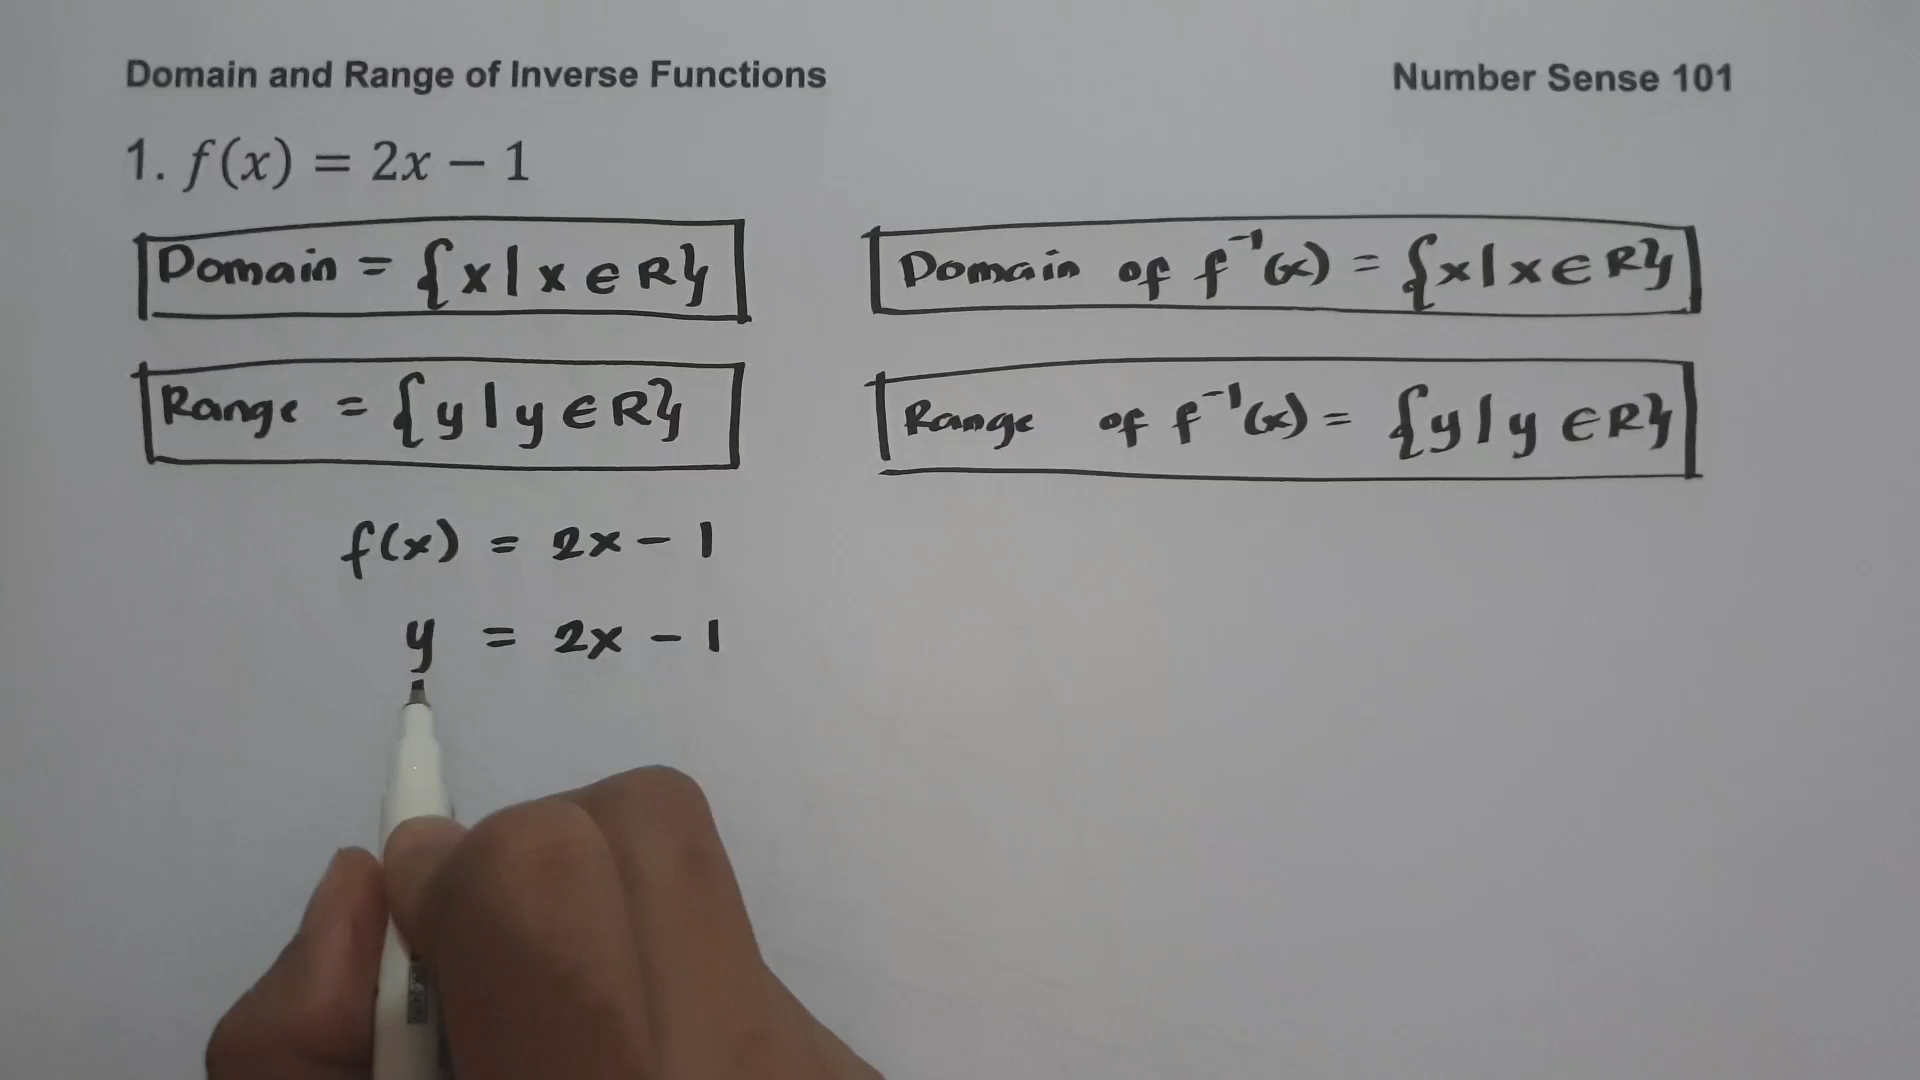 Domain and Range of Inverse Functions Number Sense 101
1. f(x) = 2x − 1
Domain = {x | x ∈ R} Domain of f⁻¹(x) = {x | x ∈ R}
Range = {y | y ∈ R} Range of f⁻¹(x) = {y | y ∈ R}
f(x) = 2x − 1
y = 2x − 1